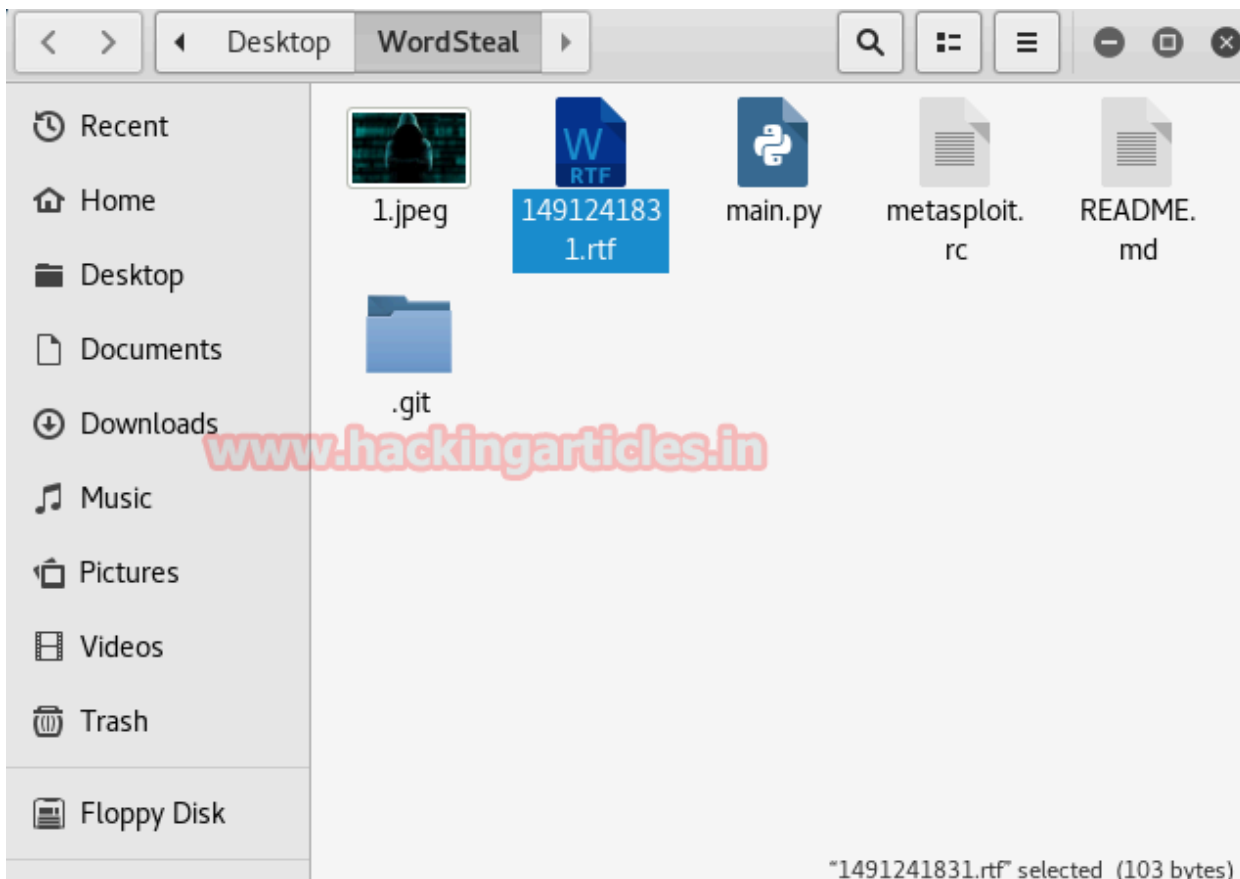 Desktop
WordSteal
Recent
Home
Desktop
Documents
Downloads
Music
Pictures
Videos
Trash
Floppy Disk
1.jpeg
W
RTF
149124183
1.rtf
main.py
metasploit.
rc
README.
md
.git
www.hackingarticles.in
“1491241831.rtf” selected (103 bytes)